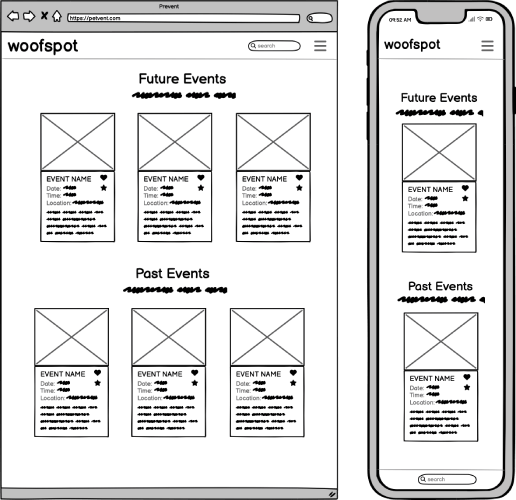 Prevent
https://petvent.com
woofspot
search
Future Events
EVENT NAME
Date:
Time:
Location:
EVENT NAME
Date:
Time:
Location:
EVENT NAME
Date:
Time:
Location:
Past Events
EVENT NAME
Date:
Time:
Location:
EVENT NAME
Date:
Time:
Location:
EVENT NAME
Date:
Time:
Location:
09:52 AM
woofspot
Future Events
EVENT NAME
Date:
Time:
Location:
Past Events
EVENT NAME
Date:
Time:
Location:
search